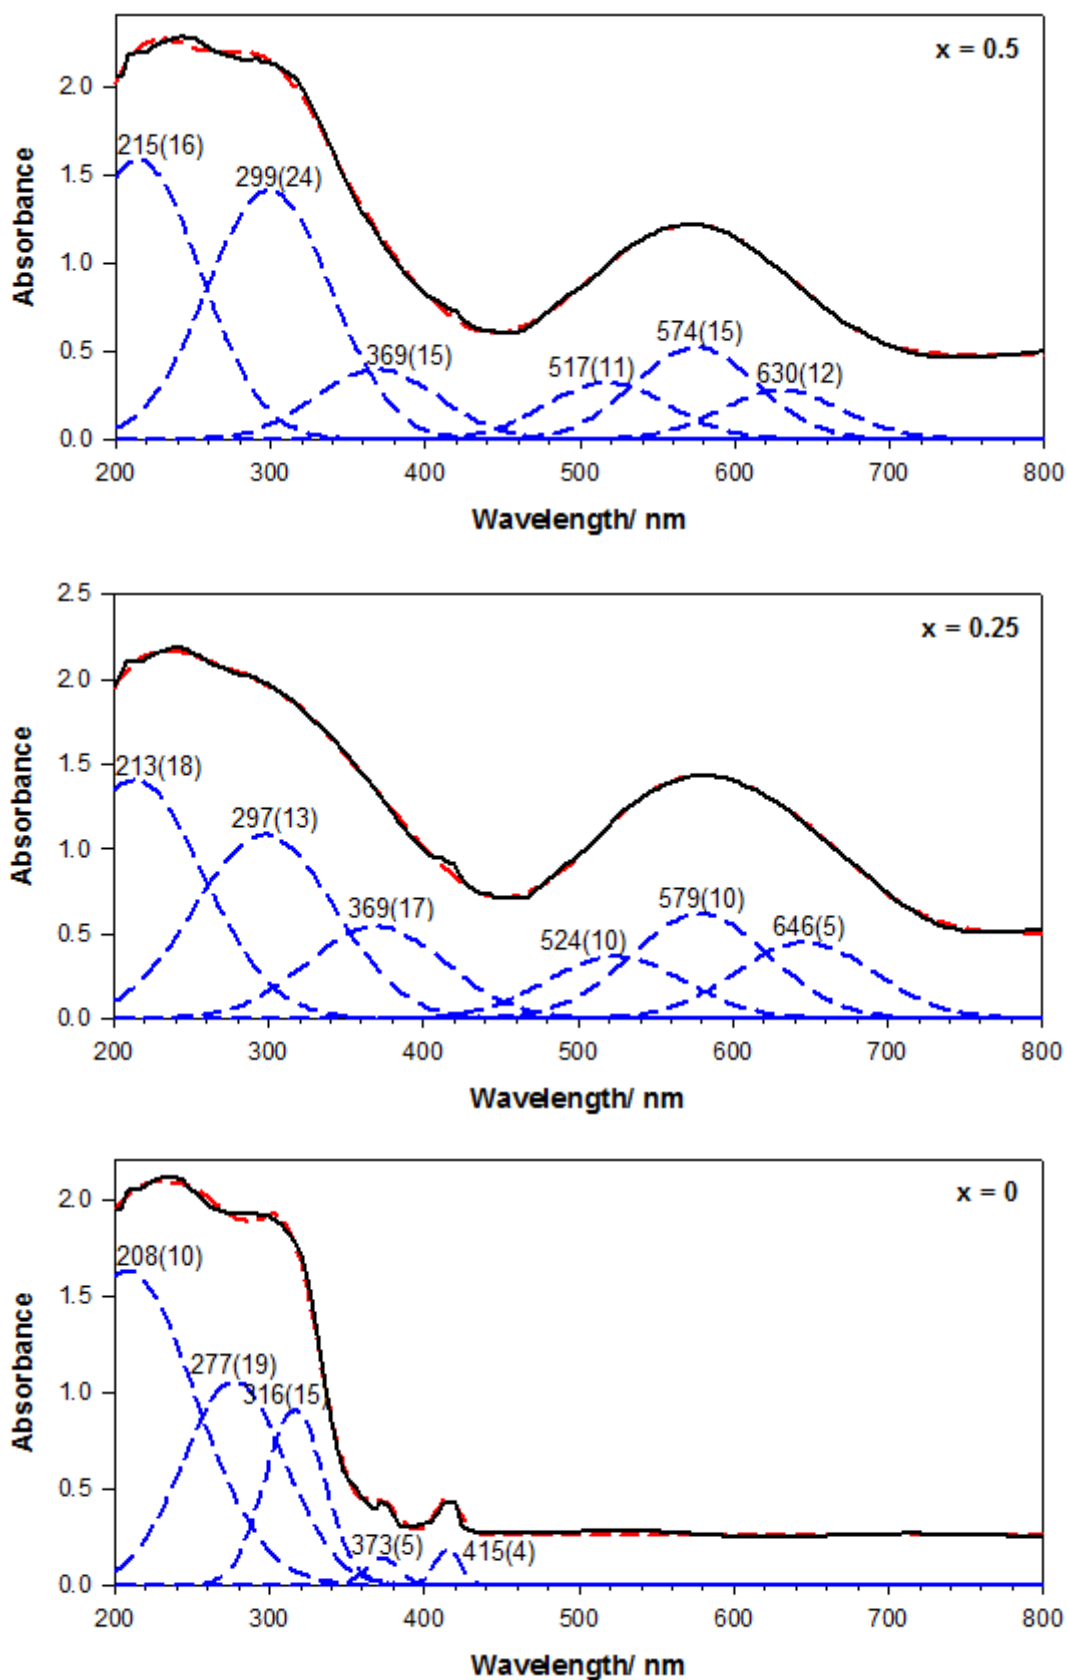 x = 0.5
2.0
1.5
1.0
0.5
0.0
Absorbance
215(16)
299(24)
369(15)
517(11)
574(15)
630(12)
200 300 400 500 600 700 800
Wavelength/ nm
x = 0.25
2.5
2.0
1.5
1.0
0.5
0.0
Absorbance
213(18)
297(13)
369(17)
524(10)
579(10)
646(5)
200 300 400 500 600 700 800
Wavelength/ nm
x = 0
2.0
1.5
1.0
0.5
0.0
Absorbance
208(10)
277(19)
316(15)
373(5)
415(4)
200 300 400 500 600 700 800
Wavelength/ nm